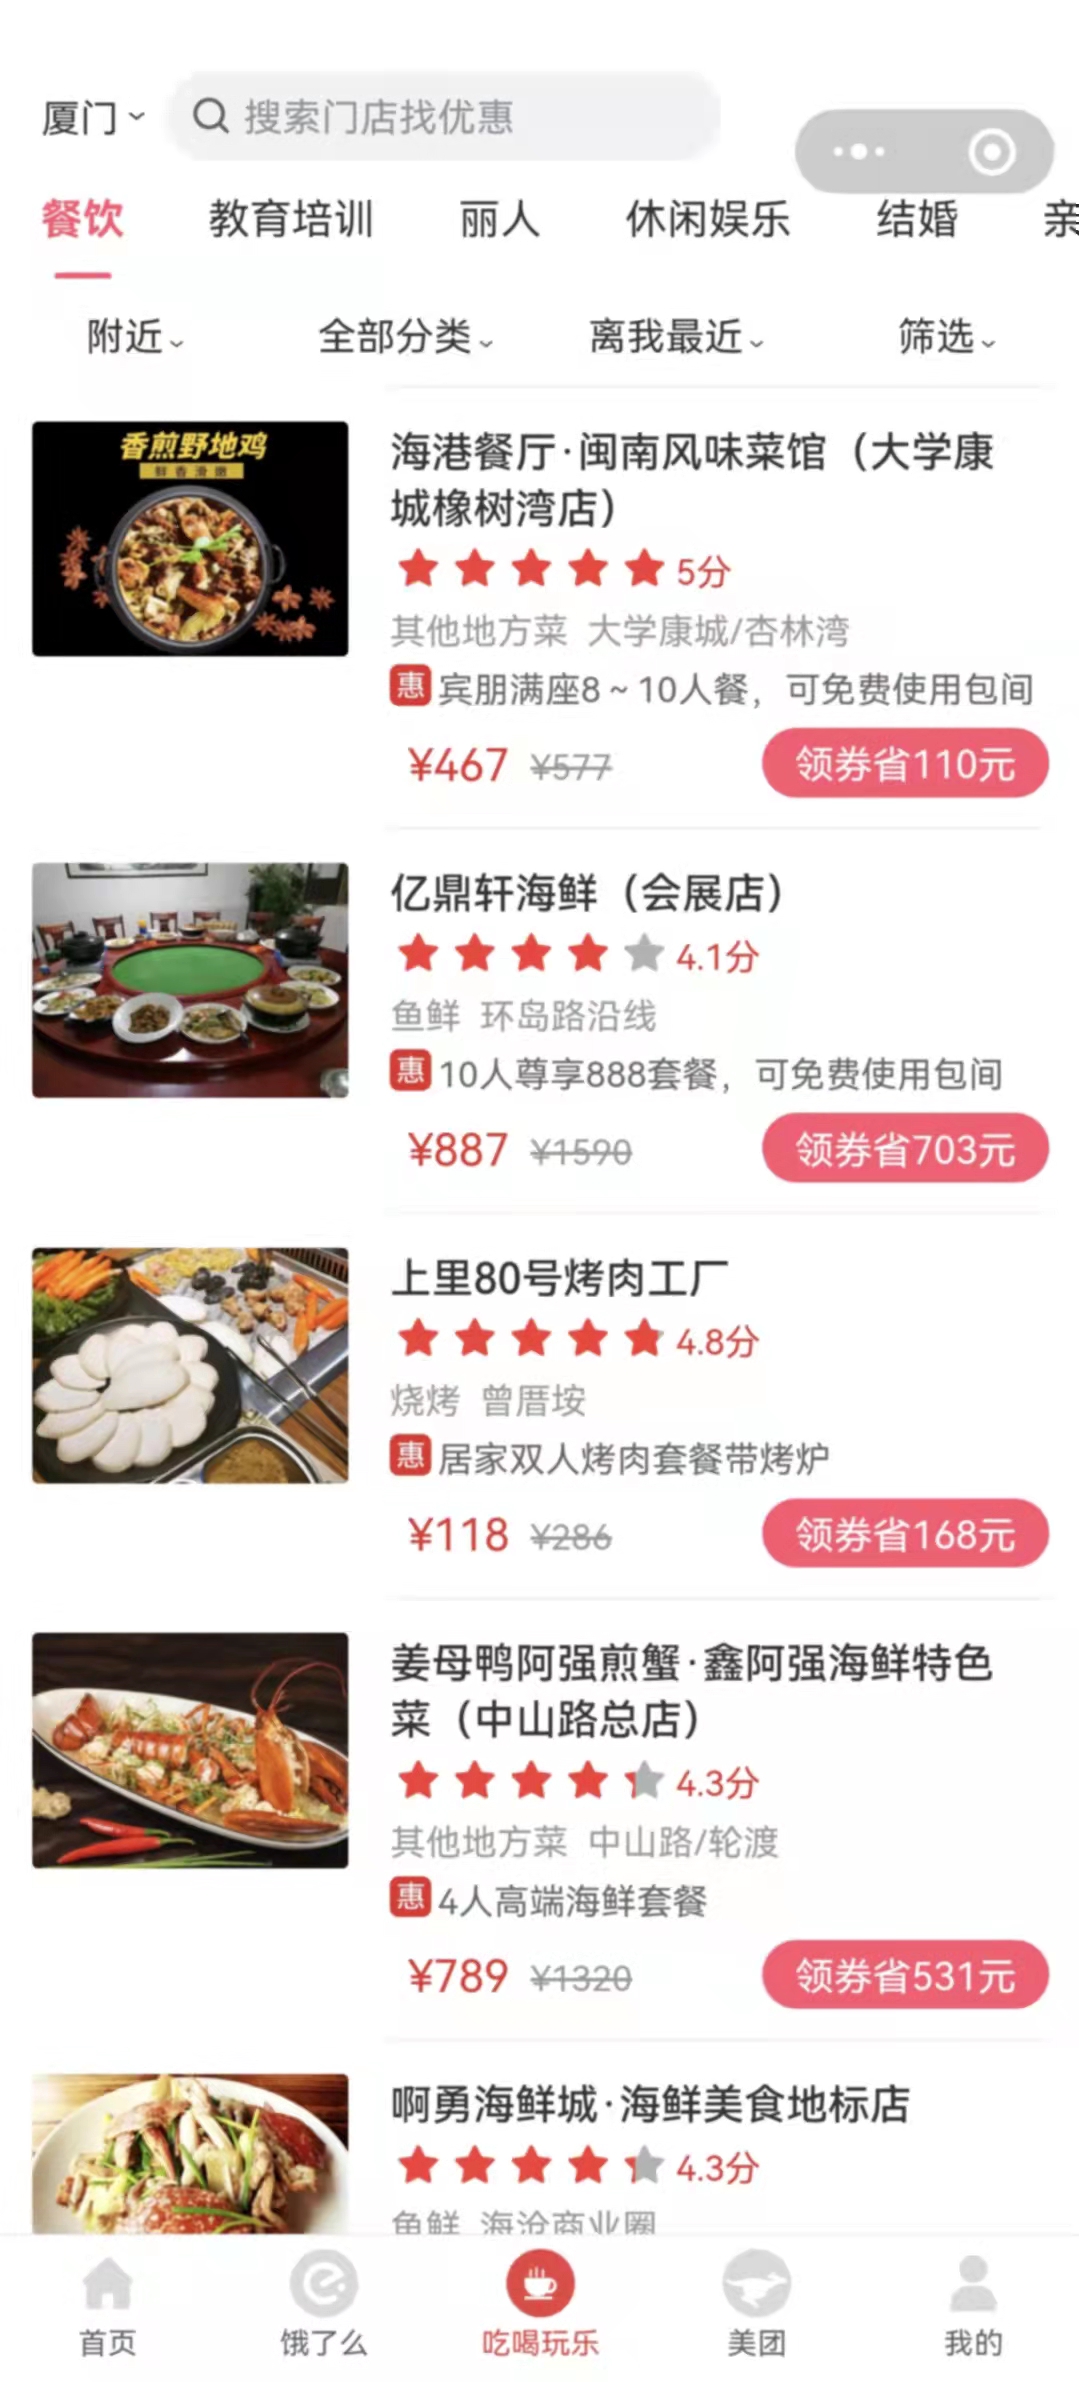 厦门
搜索门店找优惠
餐饮 教育培训 丽人 休闲娱乐 结婚 亲
附近 全部分类 离我最近 筛选
香煎野地鸡
鲜香滑嫩
海港餐厅·闽南风味菜馆（大学康
城橡树湾店）
5分
其他地方菜 大学康城/杏林湾
惠 宾朋满座8~10人餐，可免费使用包间
¥467 ¥577 领券省110元
亿鼎轩海鲜（会展店）
4.1分
鱼鲜 环岛路沿线
惠 10人尊享888套餐，可免费使用包间
¥887 ¥1590 领券省703元
上里80号烤肉工厂
4.8分
烧烤 曾厝垵
惠 居家双人烤肉套餐带烤炉
¥118 ¥286 领券省168元
姜母鸭阿强煎蟹·鑫阿强海鲜特色
菜（中山路总店）
4.3分
其他地方菜 中山路/轮渡
惠 4人高端海鲜套餐
¥789 ¥1320 领券省531元
啊勇海鲜城·海鲜美食地标店
4.3分
鱼鲜 海沧商业圈
首页 饿了么 吃喝玩乐 美团 我的